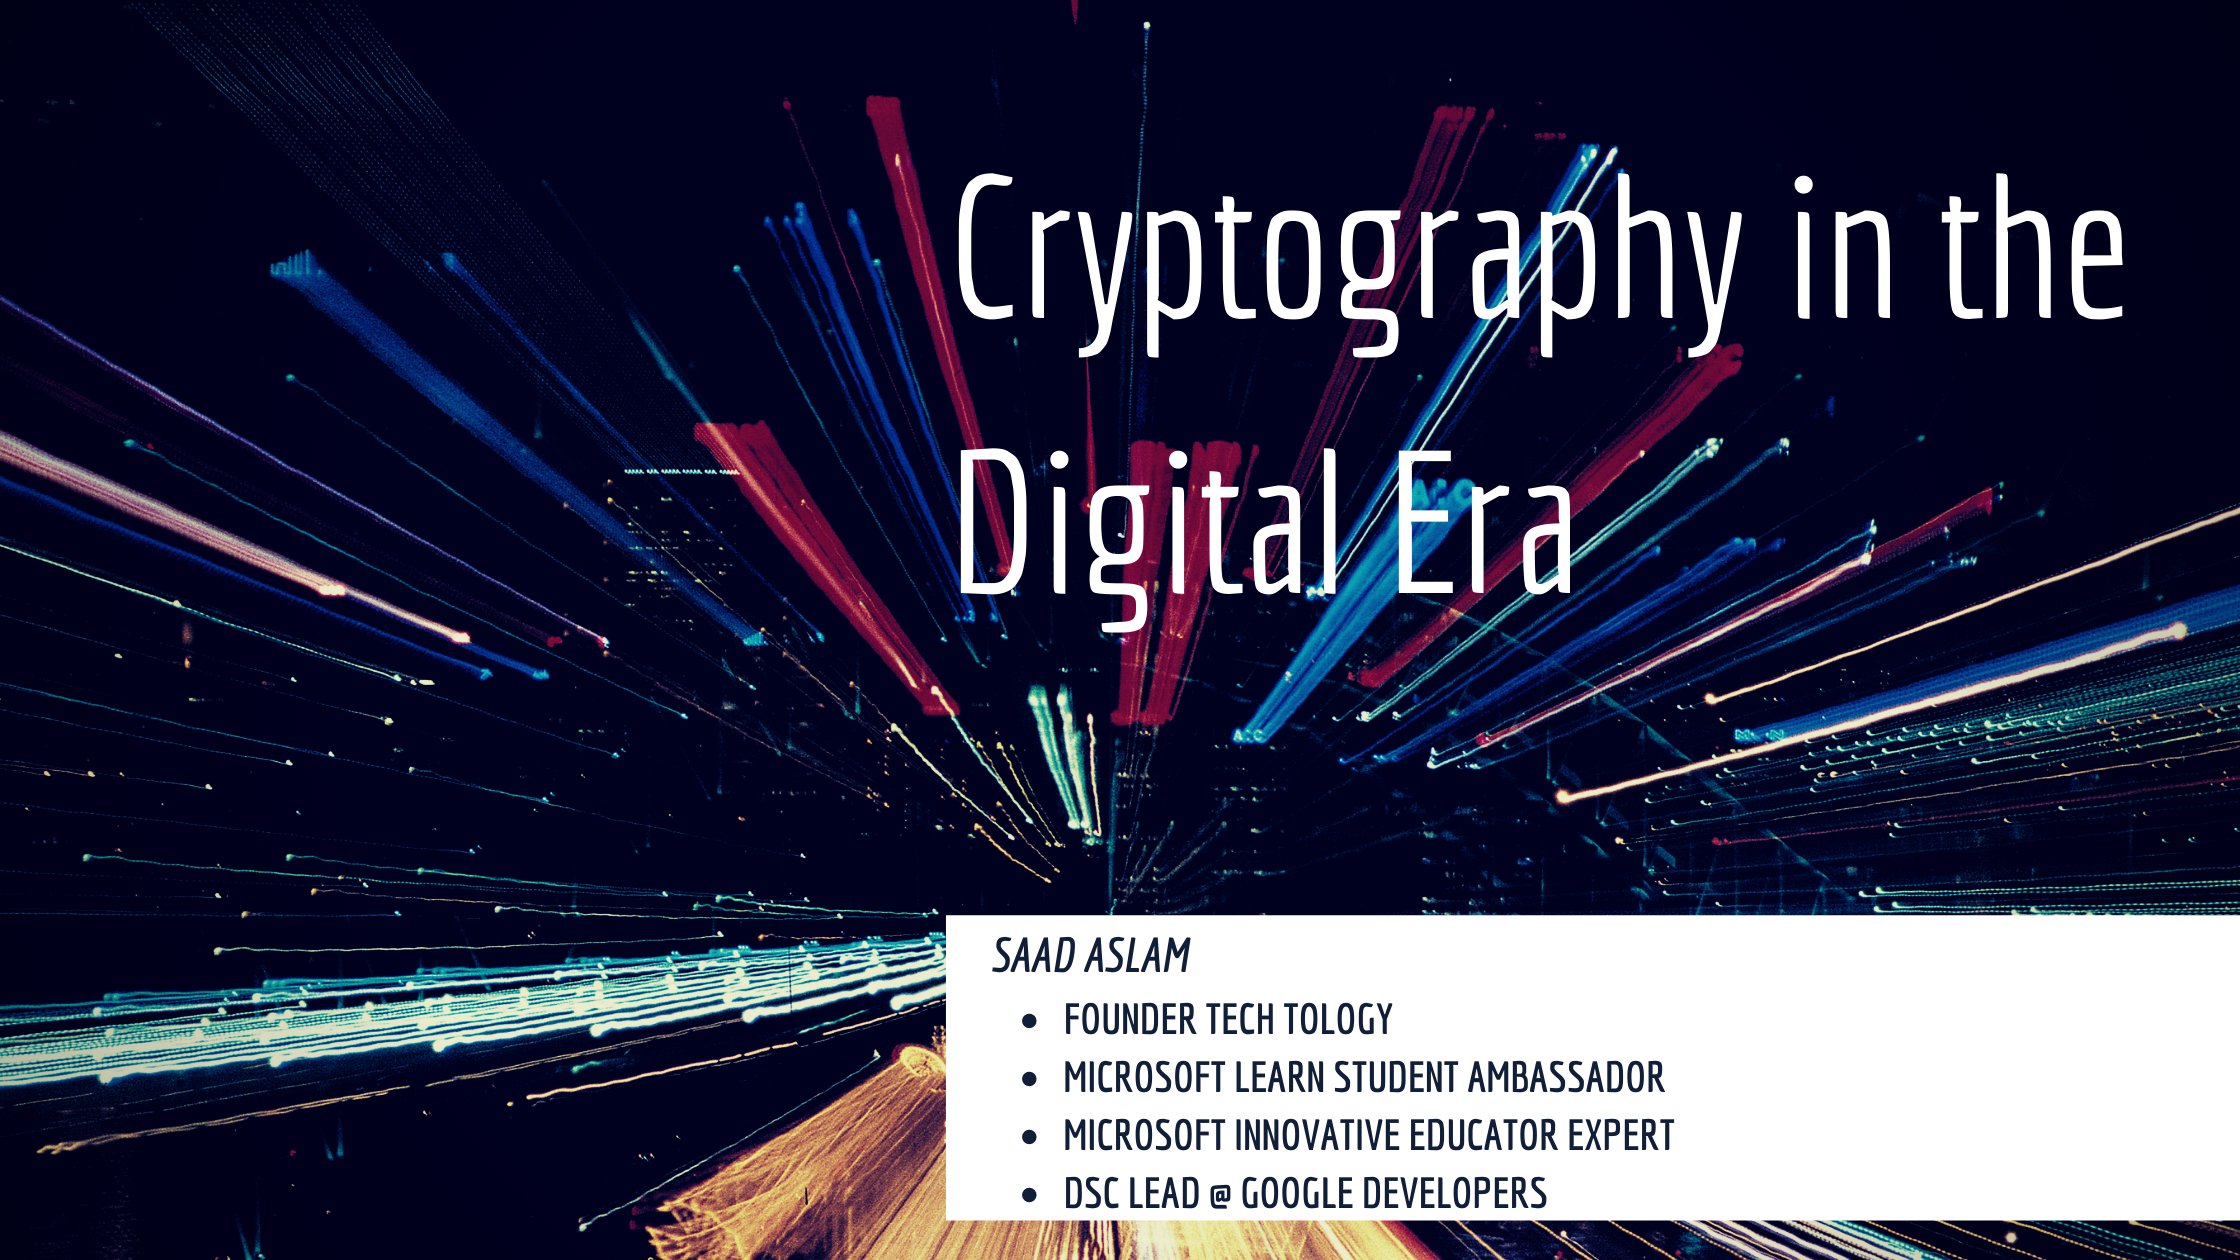 Cryptography in the
Digital Era
SAAD ASLAM
• FOUNDER TECH TOLOGY
• MICROSOFT LEARN STUDENT AMBASSADOR
• MICROSOFT INNOVATIVE EDUCATOR EXPERT
• DSC LEAD @ GOOGLE DEVELOPERS